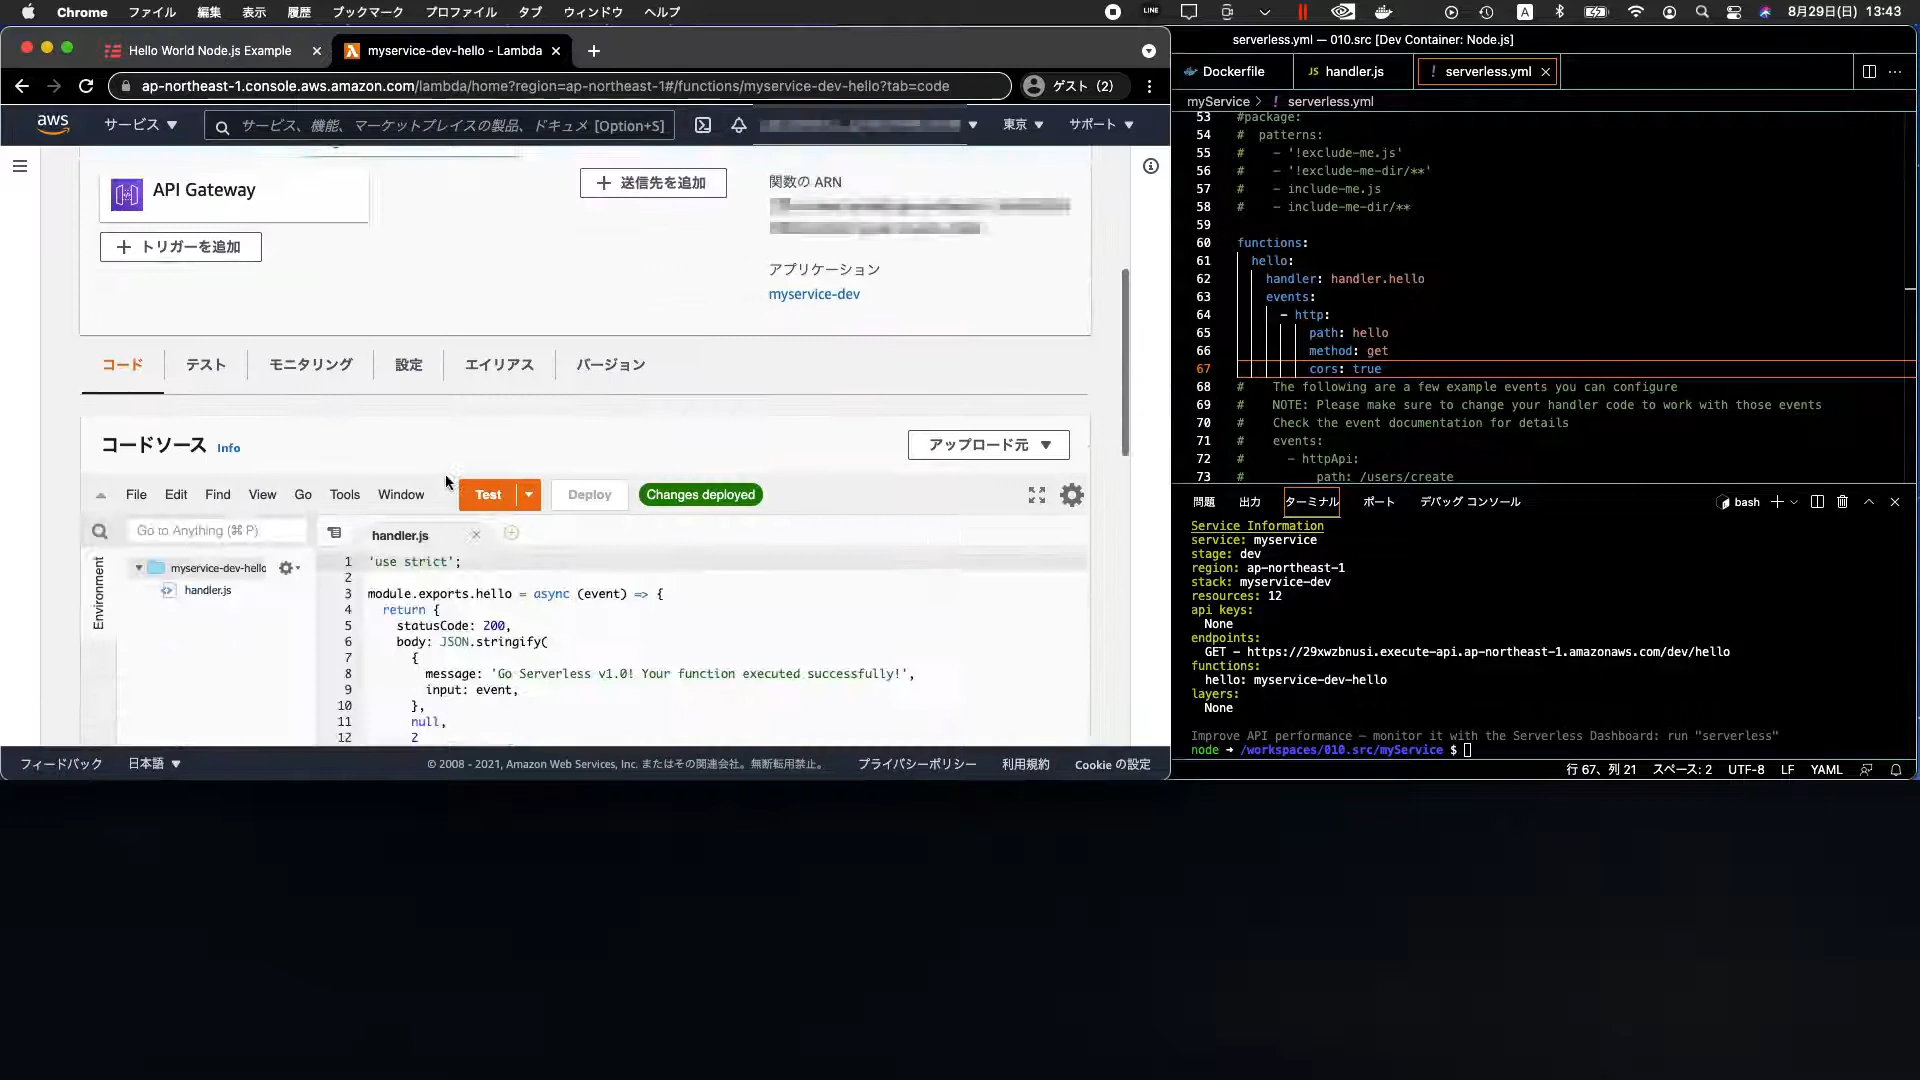 Chrome ファイル 編集 表示 履歴 ブックマーク プロファイル タブ ウィンドウ ヘルプ LINE A 8月29日(日) 13:43
Hello World Node.js Example
myservice-dev-hello - Lambda
ap-northeast-1.console.aws.amazon.com/lambda/home?region=ap-northeast-1#/functions/myservice-dev-hello?tab=code
ゲスト (2)
aws サービス サービス、機能、マーケットプレイスの製品、ドキュメ [Option+S] 東京 サポート
API Gateway
+ トリガーを追加
+ 送信先を追加
関数の ARN
アプリケーション
myservice-dev
コード テスト モニタリング 設定 エイリアス バージョン
コードソース Info
アップロード元
File Edit Find View Go Tools Window Test Deploy Changes deployed
Go to Anything (⌘ P)
handler.js
Environment
myservice-dev-hello
handler.js
1 'use strict';
2
3 module.exports.hello = async (event) => {
4 return {
5 statusCode: 200,
6 body: JSON.stringify(
7 {
8 message: 'Go Serverless v1.0! Your function executed successfully!',
9 input: event,
10 },
11 null,
12 2
フィードバック 日本語 © 2008 - 2021, Amazon Web Services, Inc. またはその関連会社。無断転用禁止。 プライバシーポリシー 利用規約 Cookie の設定
serverless.yml — 010.src [Dev Container: Node.js]
Dockerfile
JS handler.js
! serverless.yml
myService > ! serverless.yml
53 #package:
54 # patterns:
55 # - '!exclude-me.js'
56 # - '!exclude-me-dir/**'
57 # - include-me.js
58 # - include-me-dir/**
59
60 functions:
61 hello:
62 handler: handler.hello
63 events:
64 - http:
65 path: hello
66 method: get
67 cors: true
68 # The following are a few example events you can configure
69 # NOTE: Please make sure to change your handler code to work with those events
70 # Check the event documentation for details
71 # events:
72 # - httpApi:
73 # path: /users/create
問題 出力 ターミナル ポート デバッグ コンソール bash
Service Information
service: myservice
stage: dev
region: ap-northeast-1
stack: myservice-dev
resources: 12
api keys:
None
endpoints:
GET - https://29xwzbnusi.execute-api.ap-northeast-1.amazonaws.com/dev/hello
functions:
hello: myservice-dev-hello
layers:
None
Improve API performance – monitor it with the Serverless Dashboard: run "serverless"
node ➜ /workspaces/010.src/myService $
行 67、列 21 スペース: 2 UTF-8 LF YAML